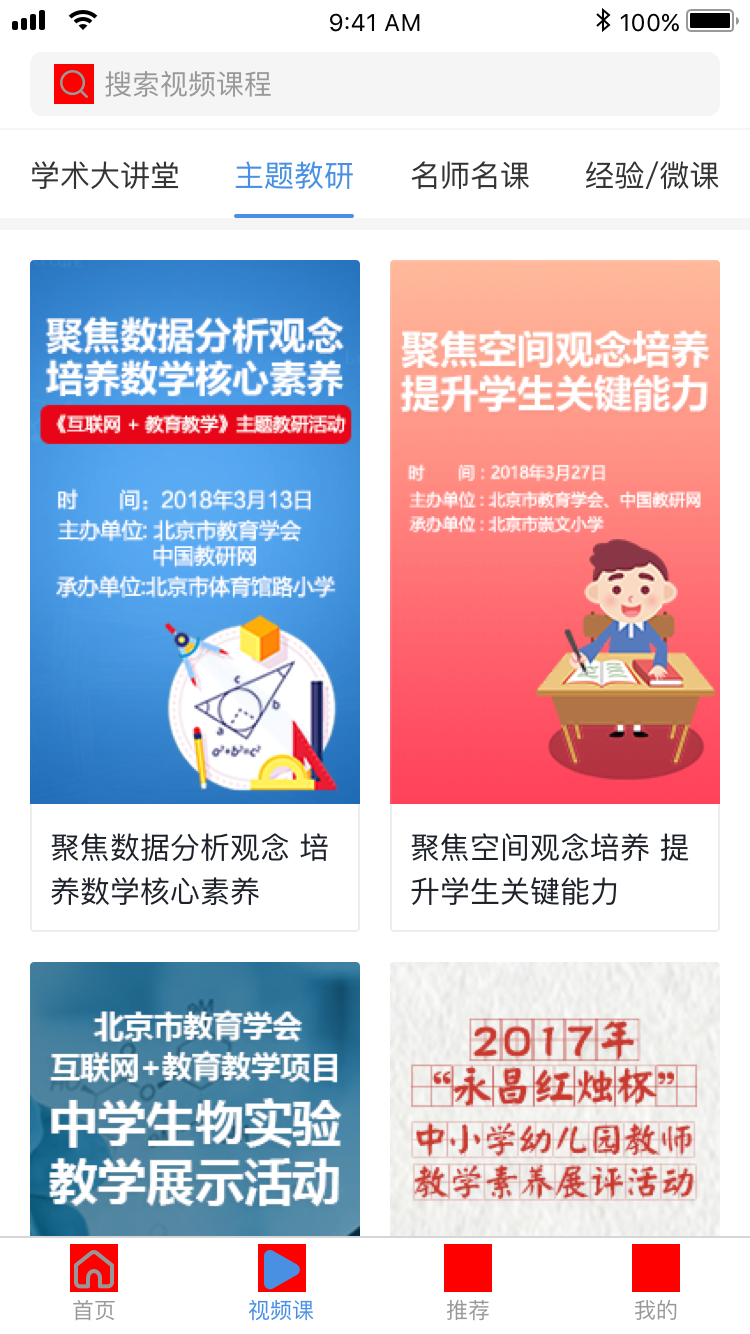 9:41 AM
100%
搜索视频课程
学术大讲堂
主题教研
名师名课
经验/微课
聚焦数据分析观念
培养数学核心素养
《互联网 + 教育教学》主题教研活动
时 间：2018年3月13日
主办单位: 北京市教育学会
中国教研网
承办单位:北京市体育馆路小学
c
b
a
a²+b²=c²
聚焦数据分析观念 培
养数学核心素养
聚焦空间观念培养
提升学生关键能力
时 间 : 2018年3月27日
主办单位 : 北京市教育学会、中国教研网
承办单位 : 北京市崇文小学
聚焦空间观念培养 提
升学生关键能力
北京市教育学会
互联网+教育教学项目
中学生物实验
教学展示活动
2017年
“永昌红烛杯”
中小学幼儿园教师
教学素养展评活动
首页
视频课
推荐
我的